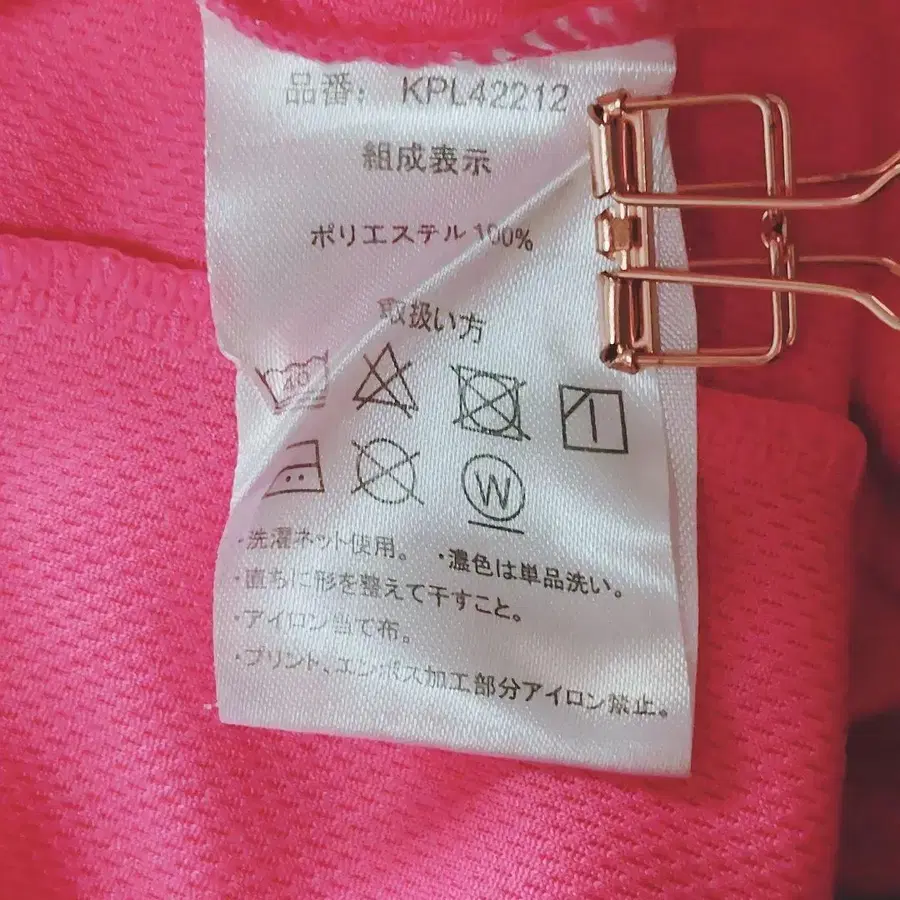 品番: KPL42212
組成表示
ポリエステル 100%
取扱い方
40
W
・洗濯ネット使用。 ・濃色は単品洗い。
・直ちに形を整えて干すこと。
・アイロン当て布。
・プリント、エンボス加工部分アイロン禁止。